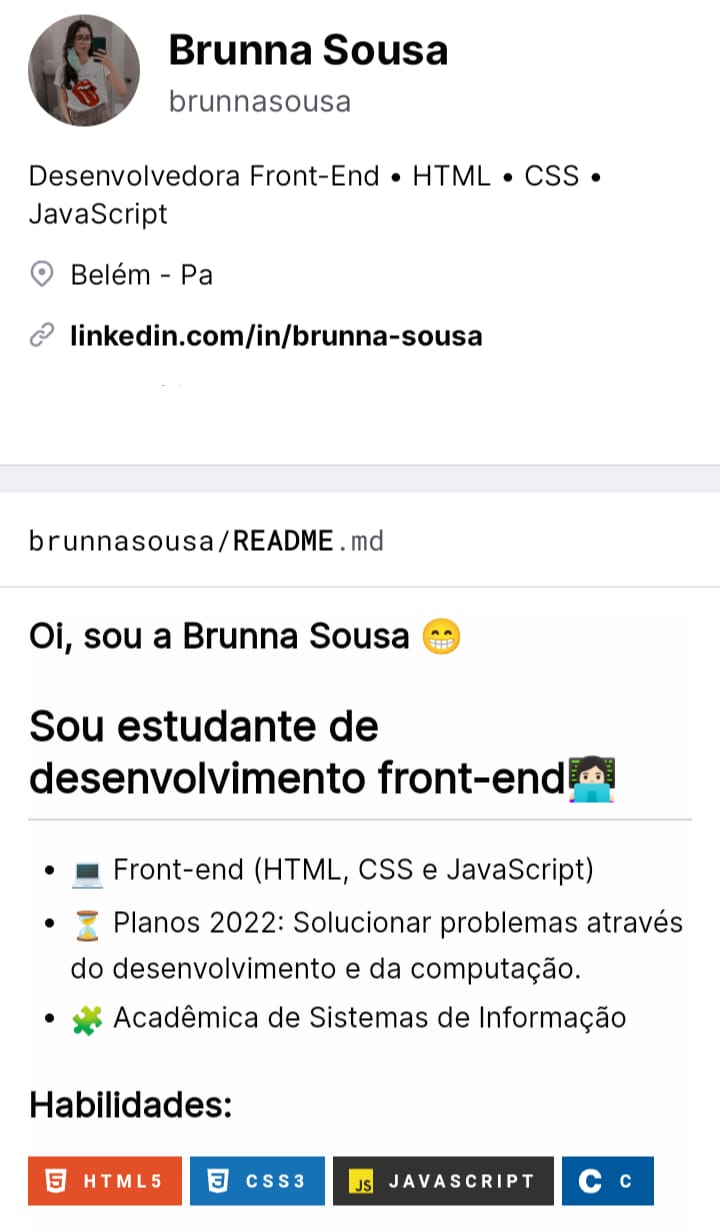 Brunna Sousa
brunnasousa
Desenvolvedora Front-End • HTML • CSS •
JavaScript
Belém - Pa
linkedin.com/in/brunna-sousa
brunnasousa/README.md
Oi, sou a Brunna Sousa 😁
Sou estudante de
desenvolvimento front-end👩🏻‍💻
• 💻 Front-end (HTML, CSS e JavaScript)
• ⏳ Planos 2022: Solucionar problemas através
do desenvolvimento e da computação.
• 🧩 Acadêmica de Sistemas de Informação
Habilidades:
HTML5 CSS3 JS JAVASCRIPT C C